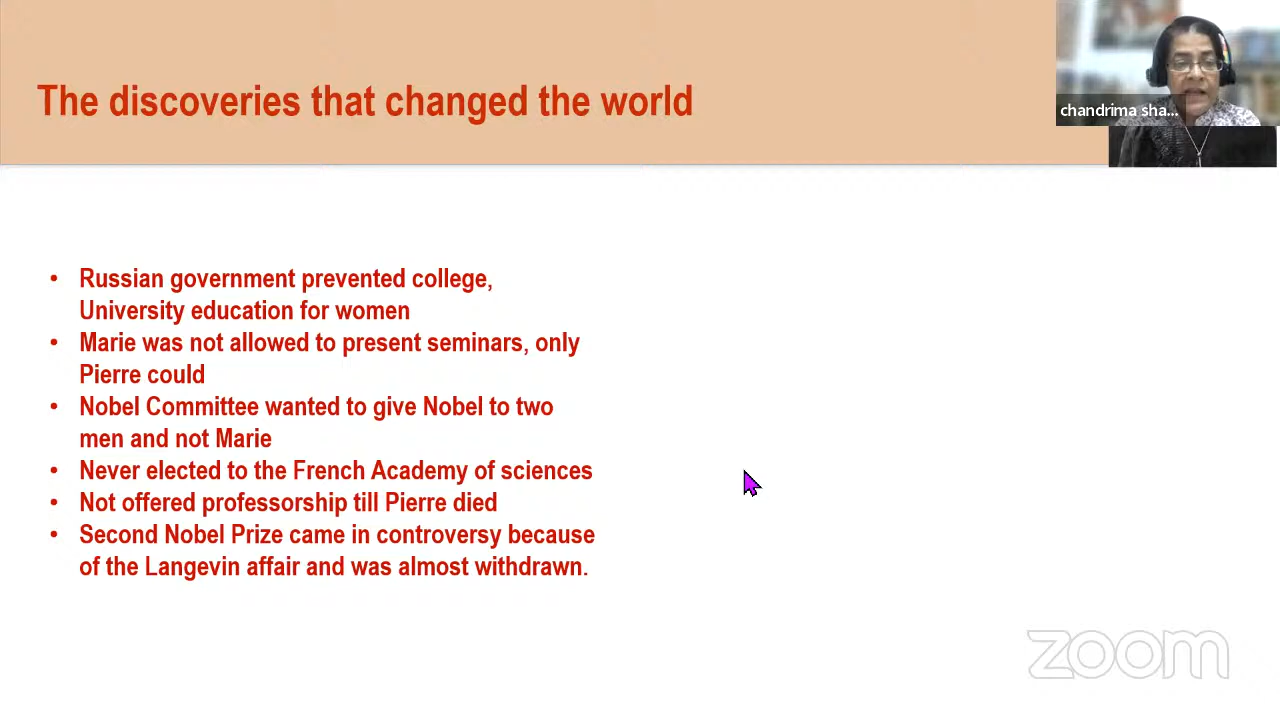 The discoveries that changed the world
chandrima sha...
• Russian government prevented college,
University education for women
• Marie was not allowed to present seminars, only
Pierre could
• Nobel Committee wanted to give Nobel to two
men and not Marie
• Never elected to the French Academy of sciences
• Not offered professorship till Pierre died
• Second Nobel Prize came in controversy because
of the Langevin affair and was almost withdrawn.
zoom